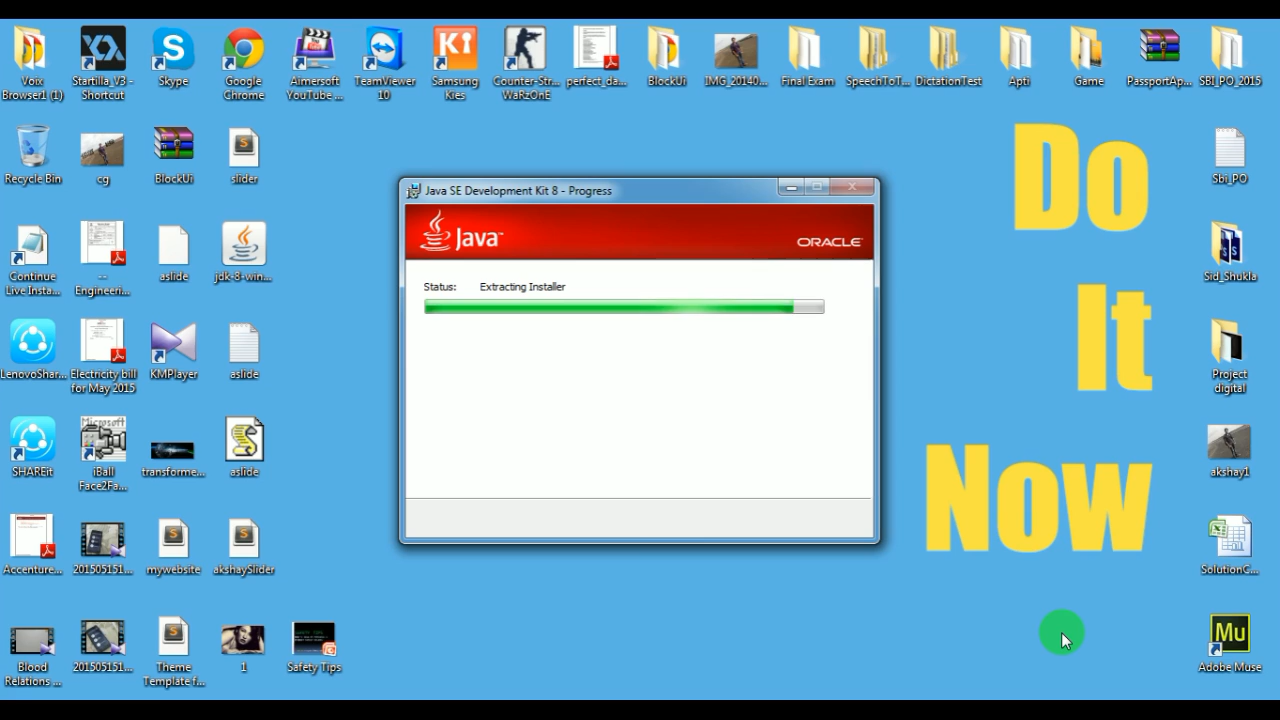 Voix
Browser1 (1)
Startilla_V3 -
Shortcut
Skype
Google
Chrome
Aimersoft
YouTube ...
TeamViewer
10
Samsung
Kies
Counter-Str...
WaRzOnE
perfect_da...
BlockUi
IMG_20140...
Final Exam
SpeechToT...
DictationTest
Apti
Game
PassportAp...
SBI_PO_2015
Recycle Bin
cg
BlockUi
slider
Sbi_PO
Continue
Live Insta...
--
Engineeri...
aslide
jdk-8-win...
Sid_Shukla
LenovoShar...
Electricity bill
for May 2015
KMPlayer
aslide
Project
digital
SHAREit
Microsoft
iBall
Face2Fa...
transforme...
aslide
akshay1
Accenture...
201505151...
mywebsite
akshaySlider
SolutionC...
Blood
Relations ...
201505151...
Theme
Template f...
1
Safety Tips
Mu
Adobe Muse
Java SE Development Kit 8 - Progress
Java™
ORACLE
Status: Extracting Installer
Do
It
Now